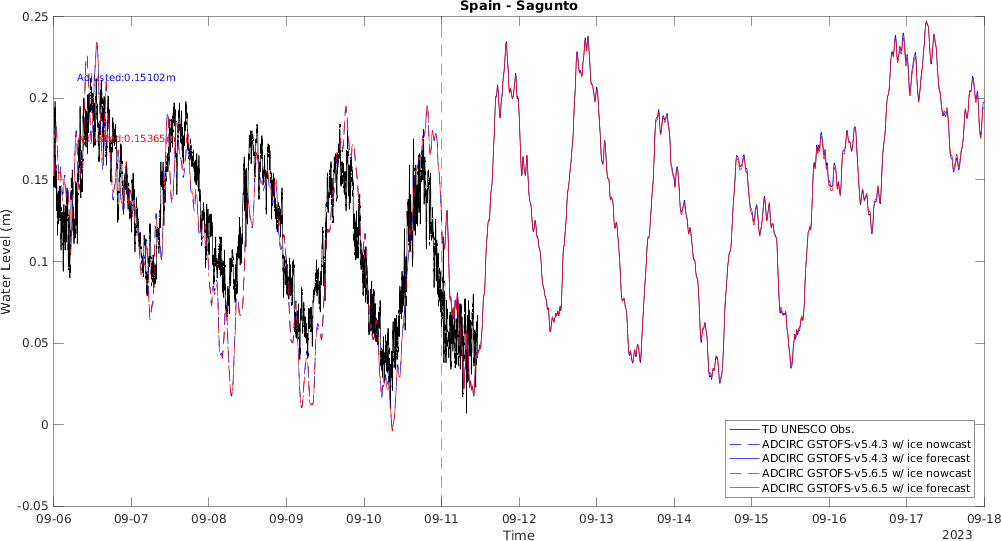 Spain - Sagunto
0.25
0.2
0.15
0.1
0.05
0
-0.05
Water Level (m)
Adjusted:0.15102m
:0.15365
09-06
09-07
09-08
09-09
09-10
09-11
09-12
09-13
09-14
09-15
09-16
09-17
09-18
Time
2023
TD UNESCO Obs.
ADCIRC GSTOFS-v5.4.3 w/ ice nowcast
ADCIRC GSTOFS-v5.4.3 w/ ice forecast
ADCIRC GSTOFS-v5.6.5 w/ ice nowcast
ADCIRC GSTOFS-v5.6.5 w/ ice forecast